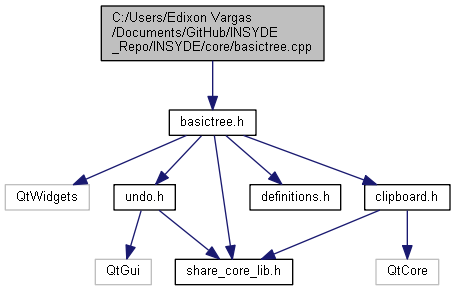 C:/Users/Edixon Vargas
/Documents/GitHub/INSYDE
_Repo/INSYDE/core/basictree.cpp
basictree.h
QtWidgets
undo.h
definitions.h
clipboard.h
QtGui
share_core_lib.h
QtCore